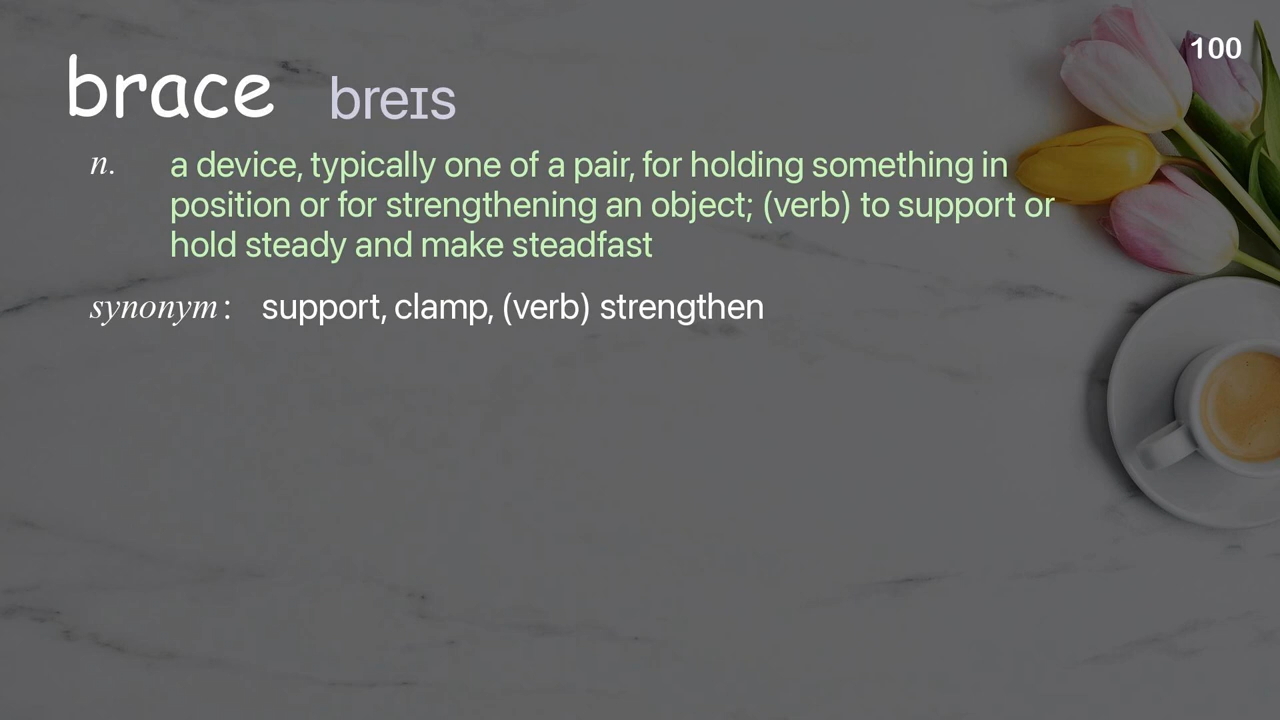 100
brace breɪs
n. a device, typically one of a pair, for holding something in
position or for strengthening an object; (verb) to support or
hold steady and make steadfast
synonym: support, clamp, (verb) strengthen